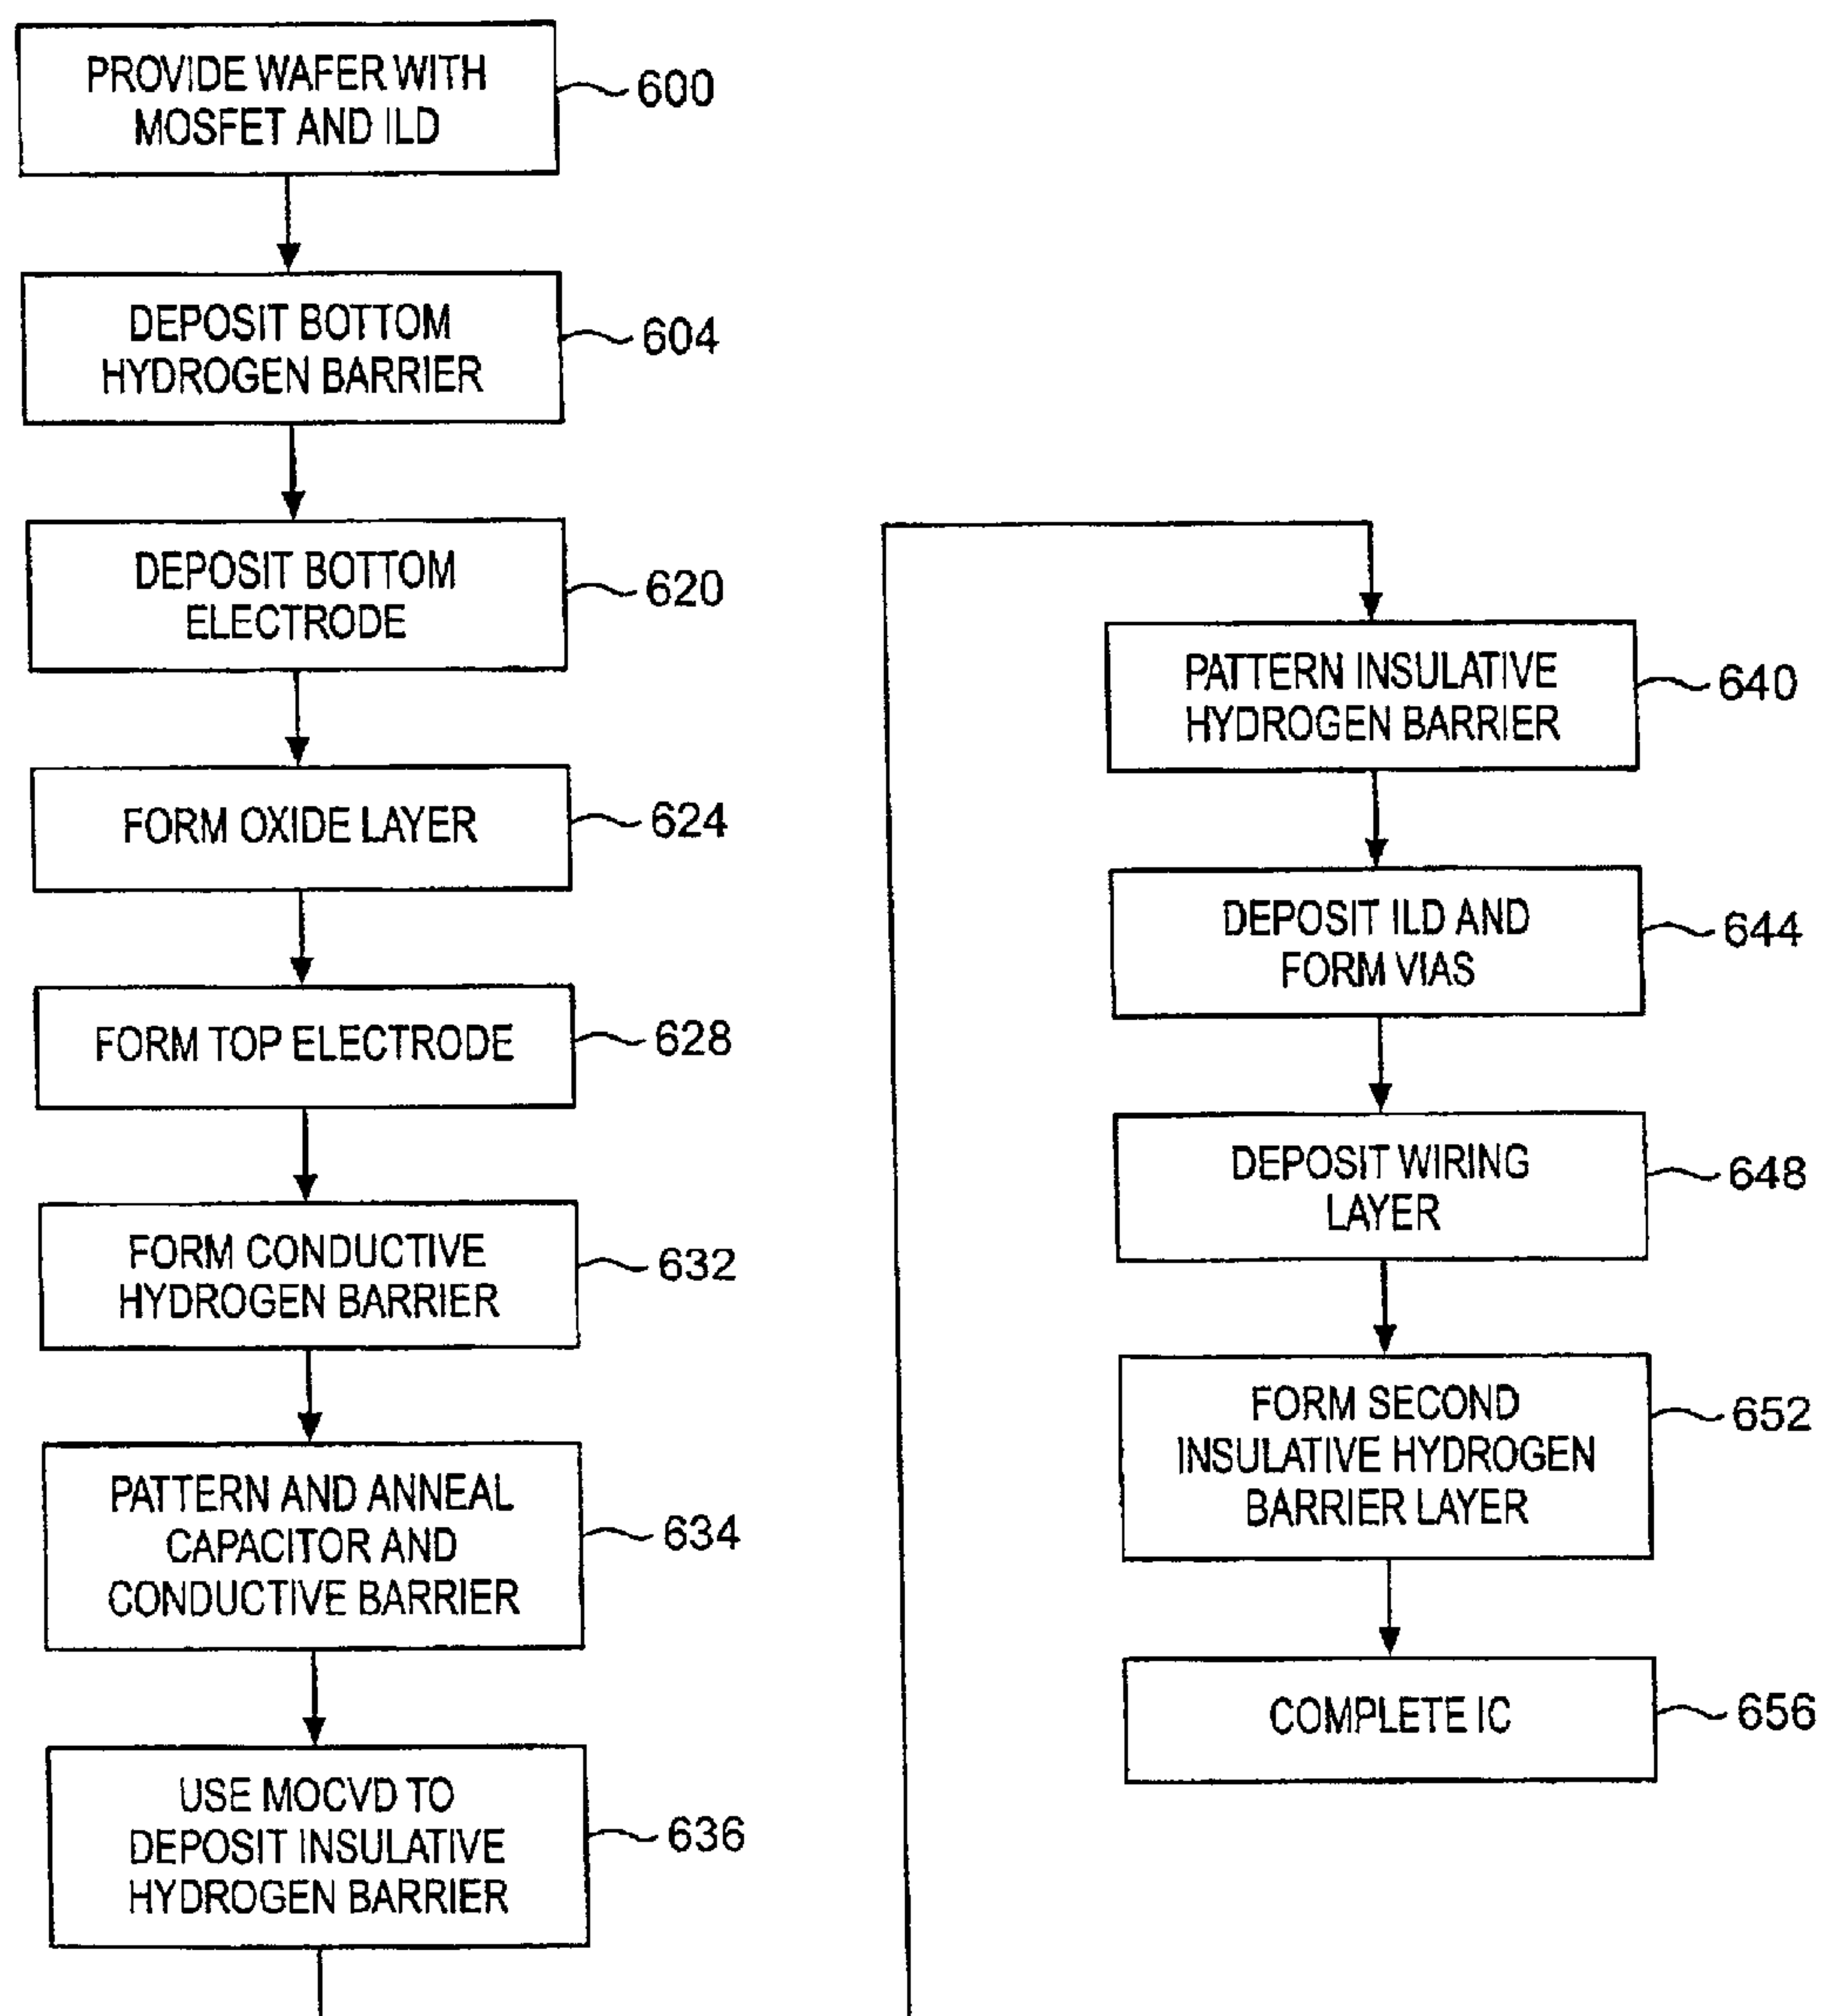 PROVIDE WAFER WITH
MOSFET AND ILD
600
DEPOSIT BOTTOM
HYDROGEN BARRIER
604
DEPOSIT BOTTOM
ELECTRODE
620
FORM OXIDE LAYER
624
FORM TOP ELECTRODE
628
FORM CONDUCTIVE
HYDROGEN BARRIER
632
PATTERN AND ANNEAL
CAPACITOR AND
CONDUCTIVE BARRIER
634
USE MOCVD TO
DEPOSIT INSULATIVE
HYDROGEN BARRIER
636
PATTERN INSULATIVE
HYDROGEN BARRIER
640
DEPOSIT ILD AND
FORM VIAS
644
DEPOSIT WIRING
LAYER
648
FORM SECOND
INSULATIVE HYDROGEN
BARRIER LAYER
652
COMPLETE IC
656